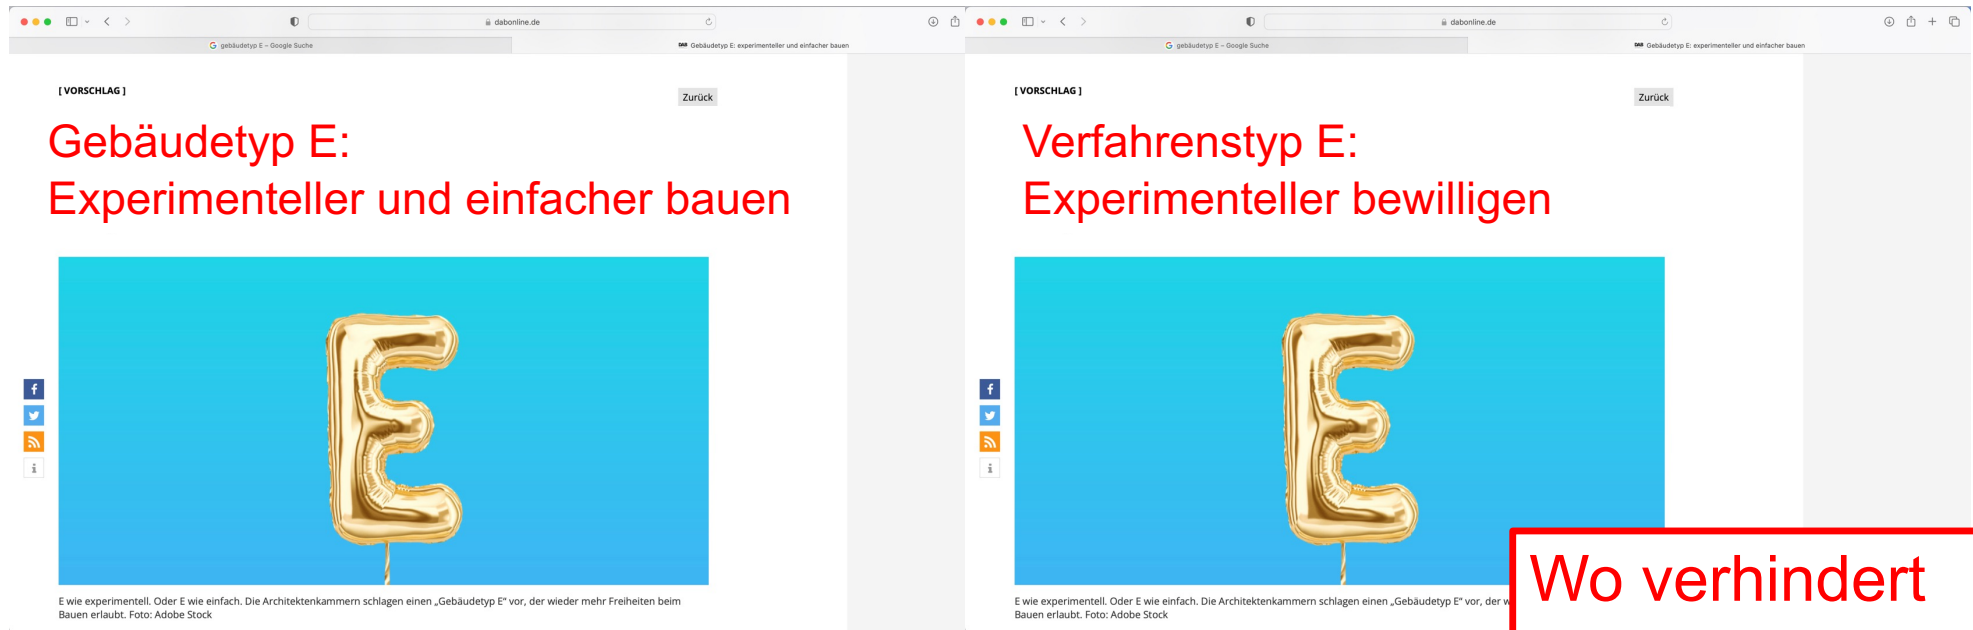 dabonline.de
gebäudetyp E – Google Suche
DAB Gebäudetyp E: experimenteller und einfacher bauen
[ VORSCHLAG ]
Zurück
Gebäudetyp E:
Experimenteller und einfacher bauen
E wie experimentell. Oder E wie einfach. Die Architektenkammern schlagen einen „Gebäudetyp E“ vor, der wieder mehr Freiheiten beim
Bauen erlaubt. Foto: Adobe Stock
dabonline.de
gebäudetyp E – Google Suche
DAB Gebäudetyp E: experimenteller und einfacher bauen
[ VORSCHLAG ]
Zurück
Verfahrenstyp E:
Experimenteller bewilligen
E wie experimentell. Oder E wie einfach. Die Architektenkammern schlagen einen „Gebäudetyp E“ vor, der
Bauen erlaubt. Foto: Adobe Stock
Wo verhindert